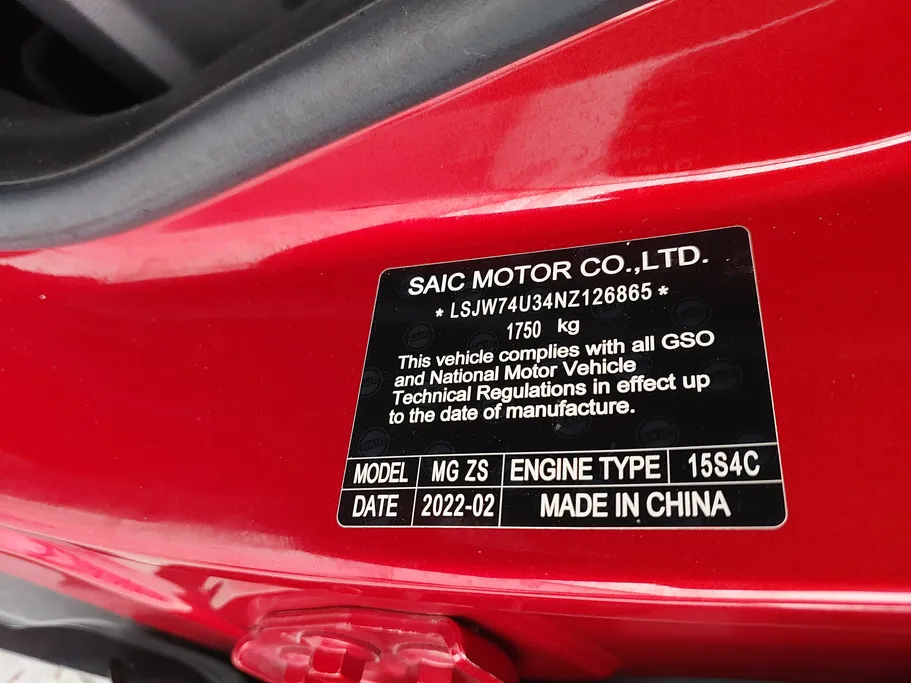 SAIC MOTOR CO.,LTD.
* LSJW74U34NZ126865 *
1750 kg
This vehicle complies with all GSO
and National Motor Vehicle
Technical Regulations in effect up
to the date of manufacture.
MODEL MG ZS ENGINE TYPE 15S4C
DATE 2022-02 MADE IN CHINA